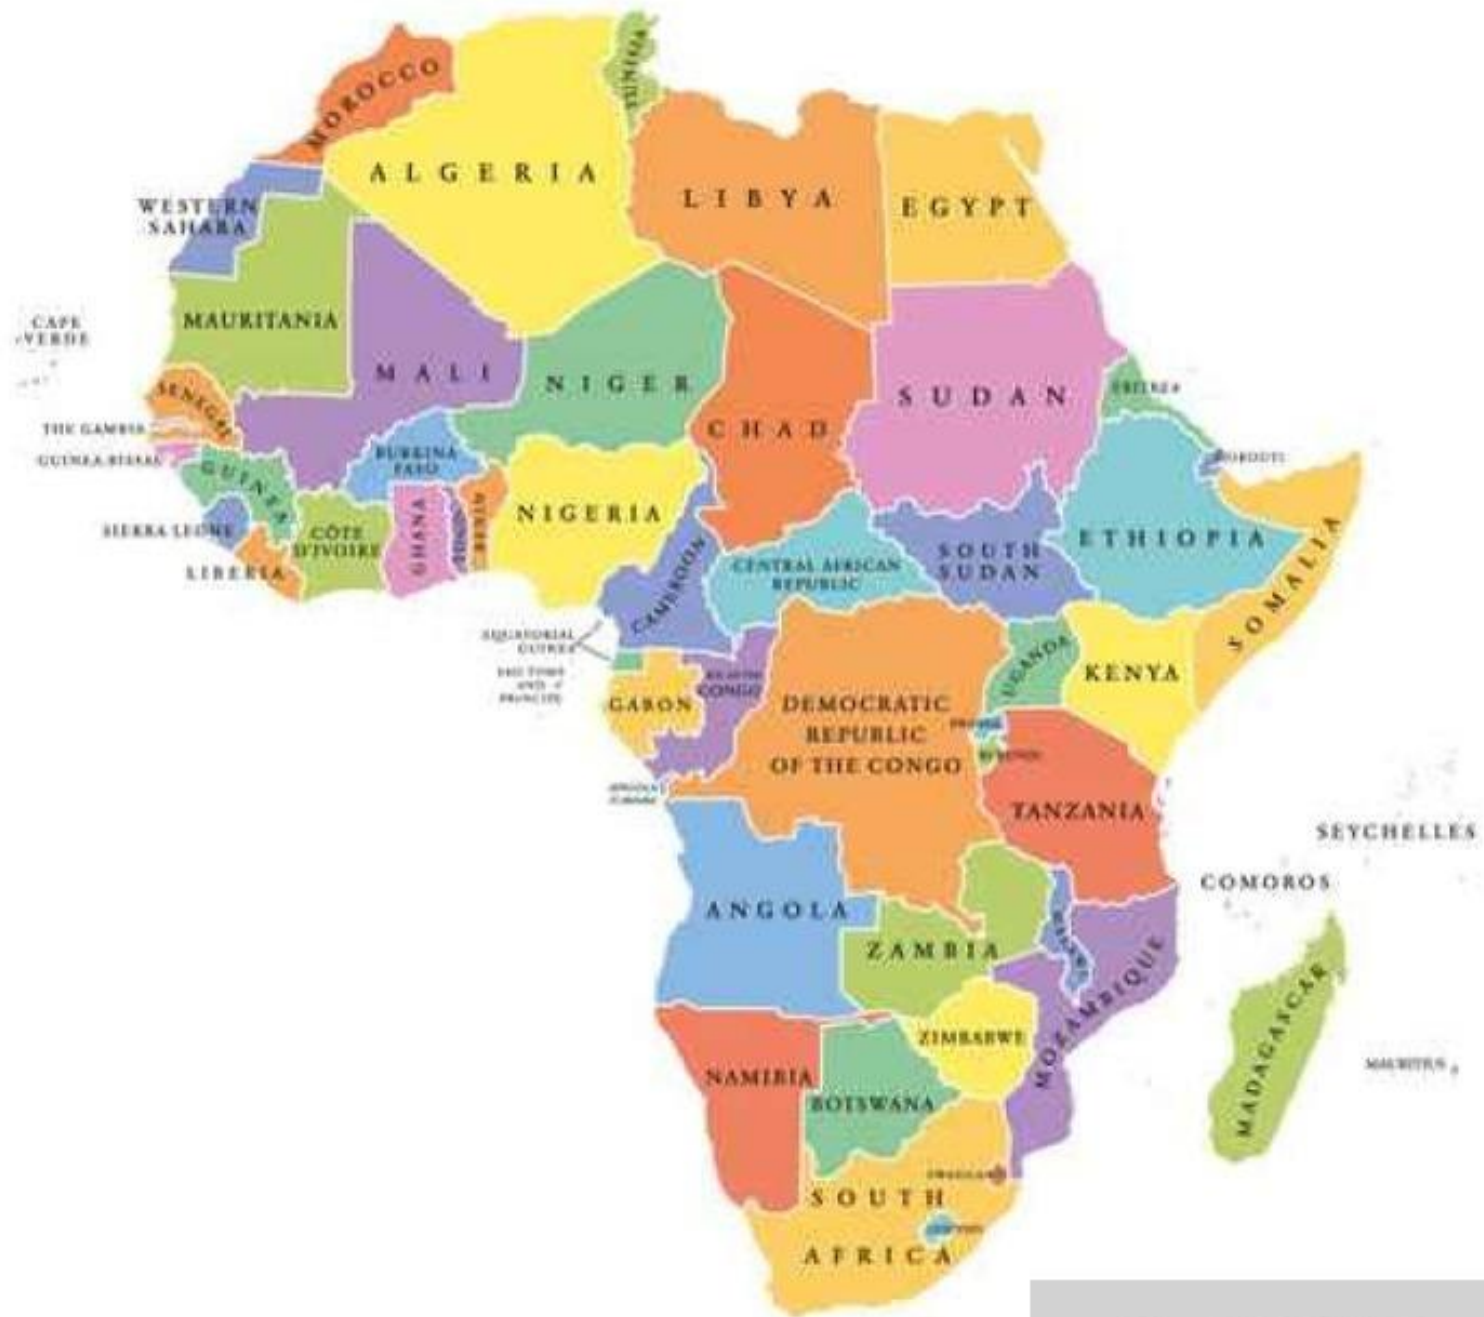 MOROCCO
ALGERIA
TUNISIA
LIBYA
EGYPT
WESTERN
SAHARA
MAURITANIA
MALI
NIGER
CHAD
SUDAN
ERITREA
CAPE
VERDE
SENEGAL
THE GAMBIA
GUINEA-BISSAU
GUINEA
SIERRA LEONE
LIBERIA
CÔTE
D'IVOIRE
BURKINA
FASO
GHANA
TOGO
BENIN
NIGERIA
CAMEROON
CENTRAL AFRICAN
REPUBLIC
SOUTH
SUDAN
ETHIOPIA
DJIBOUTI
SOMALIA
EQUATORIAL
GUINEA
SAO TOME
AND
PRINCIPE
GABON
CONGO
DEMOCRATIC
REPUBLIC
OF THE CONGO
UGANDA
KENYA
RWANDA
BURUNDI
TANZANIA
SEYCHELLES
COMOROS
ANGOLA
ANGOLA
ZAMBIA
MALAWI
MOZAMBIQUE
ZIMBABWE
MADAGASCAR
MAURITIUS
NAMIBIA
BOTSWANA
SWAZILAND
SOUTH
AFRICA
LESOTHO